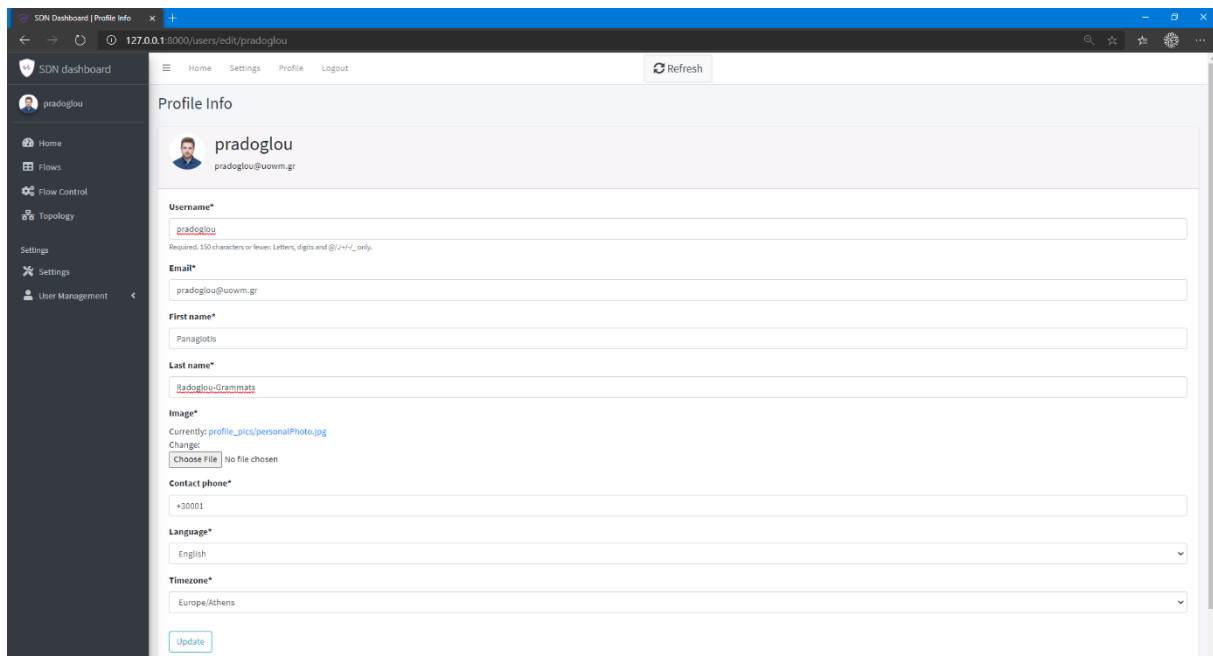 SDN Dashboard | Profile Info
127.0.0.1:8000/users/edit/pradoglou
SDN dashboard
Home Settings Profile Logout
Refresh
pradoglou
Profile Info
Home
Flows
Flow Control
Topology
Settings
Settings
User Management
pradoglou
pradoglou@uowm.gr
Username*
pradoglou
Required. 150 characters or fewer. Letters, digits and @/./+/-/_ only.
Email*
pradoglou@uowm.gr
First name*
Panagiotis
Last name*
Radoglou-Grammats
Image*
Currently: profile_pics/personalPhoto.jpg
Change:
Choose File No file chosen
Contact phone*
+30001
Language*
English
Timezone*
Europe/Athens
Update